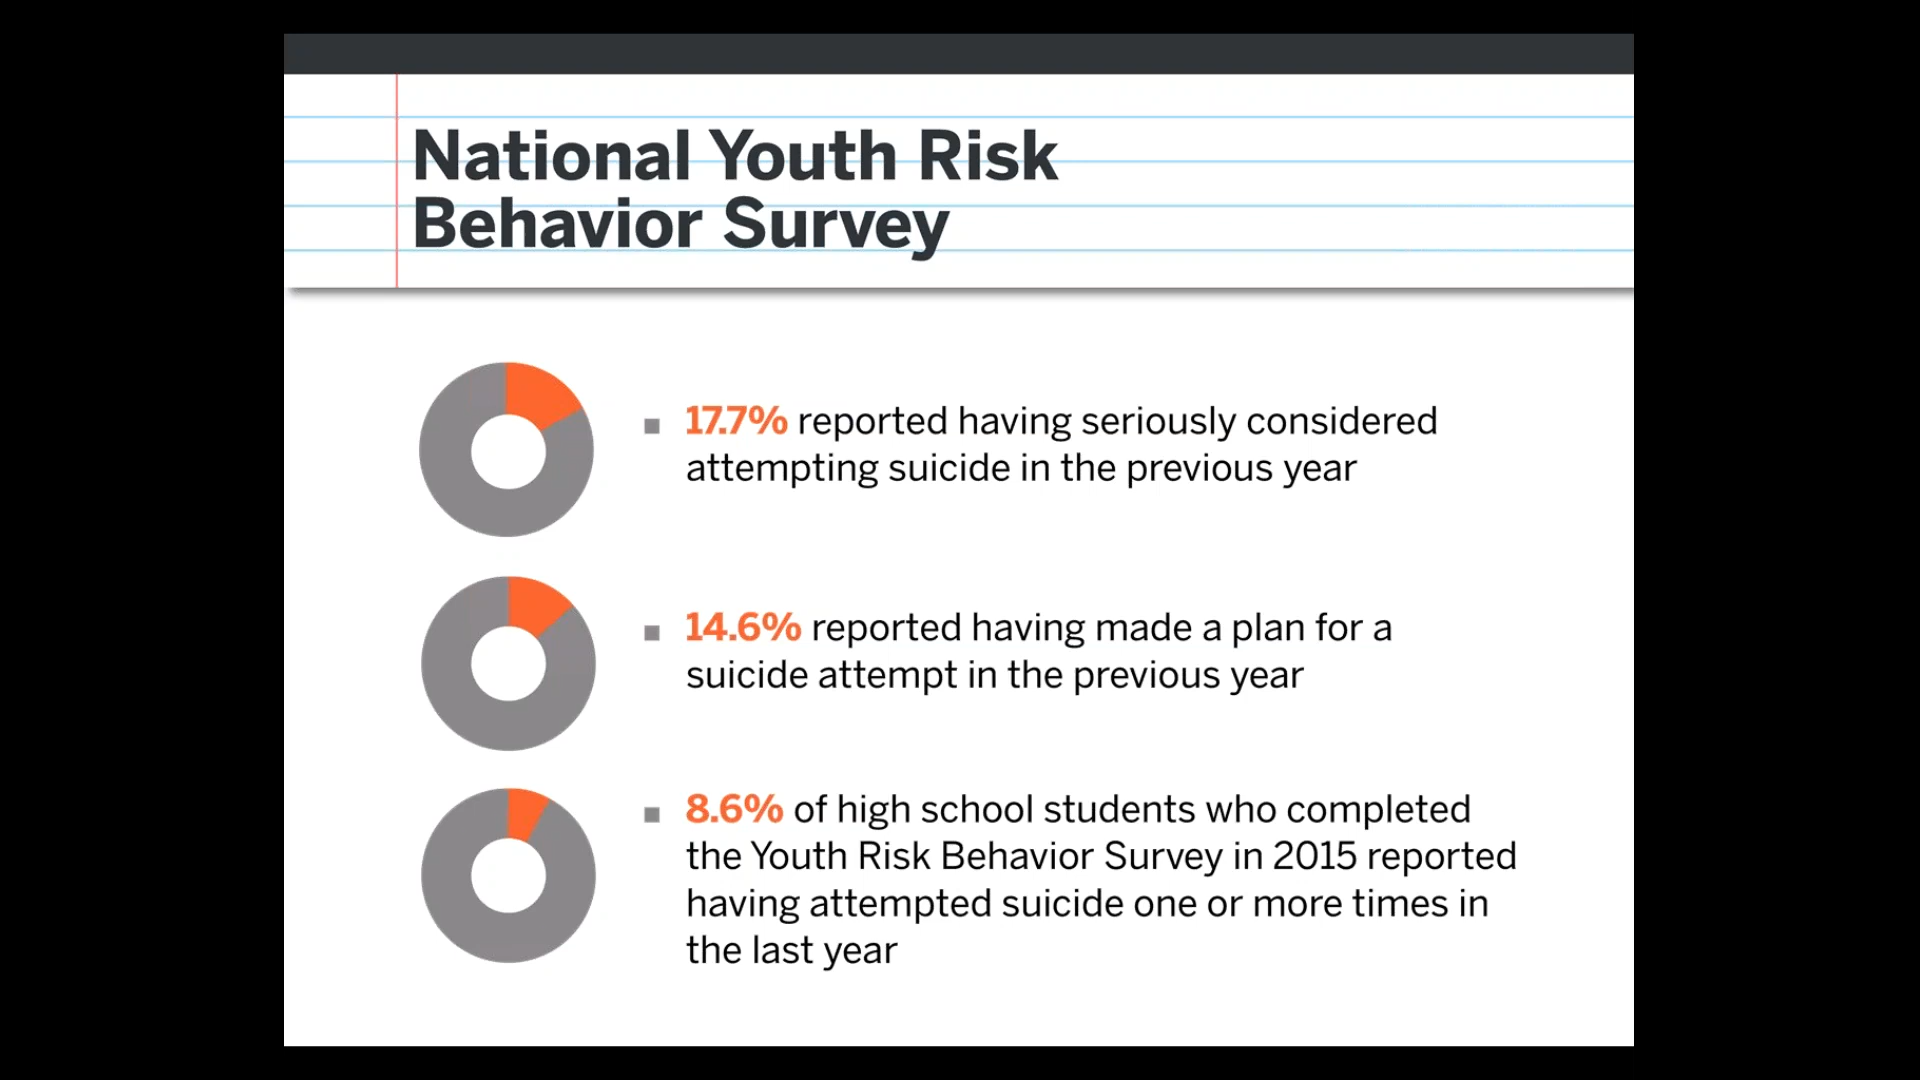 National Youth Risk
Behavior Survey
17.7% reported having seriously considered
attempting suicide in the previous year
14.6% reported having made a plan for a
suicide attempt in the previous year
8.6% of high school students who completed
the Youth Risk Behavior Survey in 2015 reported
having attempted suicide one or more times in
the last year